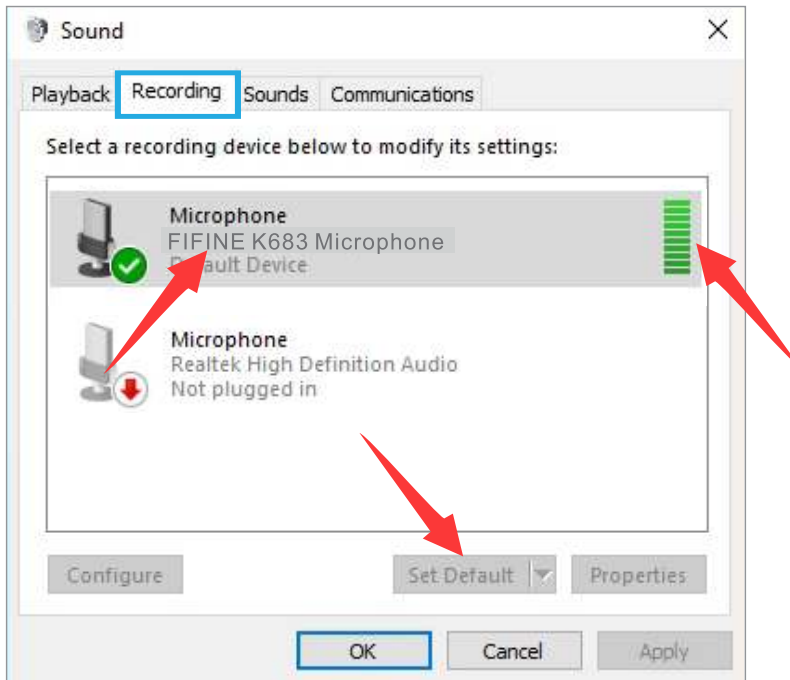 Sound
Playback Recording Sounds Communications
Select a recording device below to modify its settings:
Microphone
FIFINE K683 Microphone
Default Device
Microphone
Realtek High Definition Audio
Not plugged in
Configure Set Default Properties
OK Cancel Apply